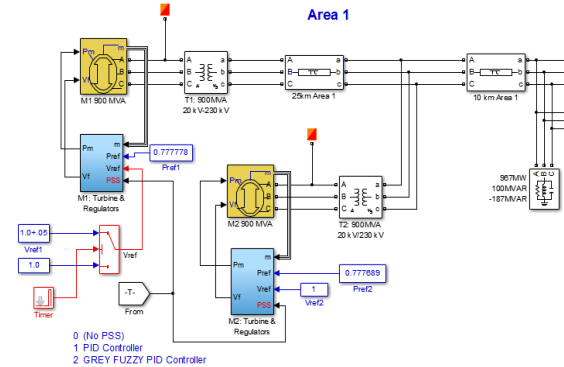 Area 1
Pm
m
A
B
C
Vf
M1 900 MVA
A
B
C
a
b
c
T1: 900MVA
20 kV-230 kV
A
B
C
a
b
c
25km Area 1
A
B
C
a
b
c
10 km Area 1
Pm
Vf
m
Pref
Vref
PSS
M1: Turbine &
Regulators
0.777778
Pref1
A
B
C
967MW
100MVAR
-187MVAR
Pm
m
A
B
C
Vf
M2 900 MVA
A
B
C
a
b
c
T2: 900MVA
20 kV/230 kV
1.0+.05
Vref1
1.0
Vref
Timer
-T-
From
Pm
Vf
m
Pref
Vref
PSS
M2: Turbine &
Regulators
0.777689
Pref2
1
Vref2
0 (No PSS)
1 PID Controller
2 GREY FUZZY PID Controller